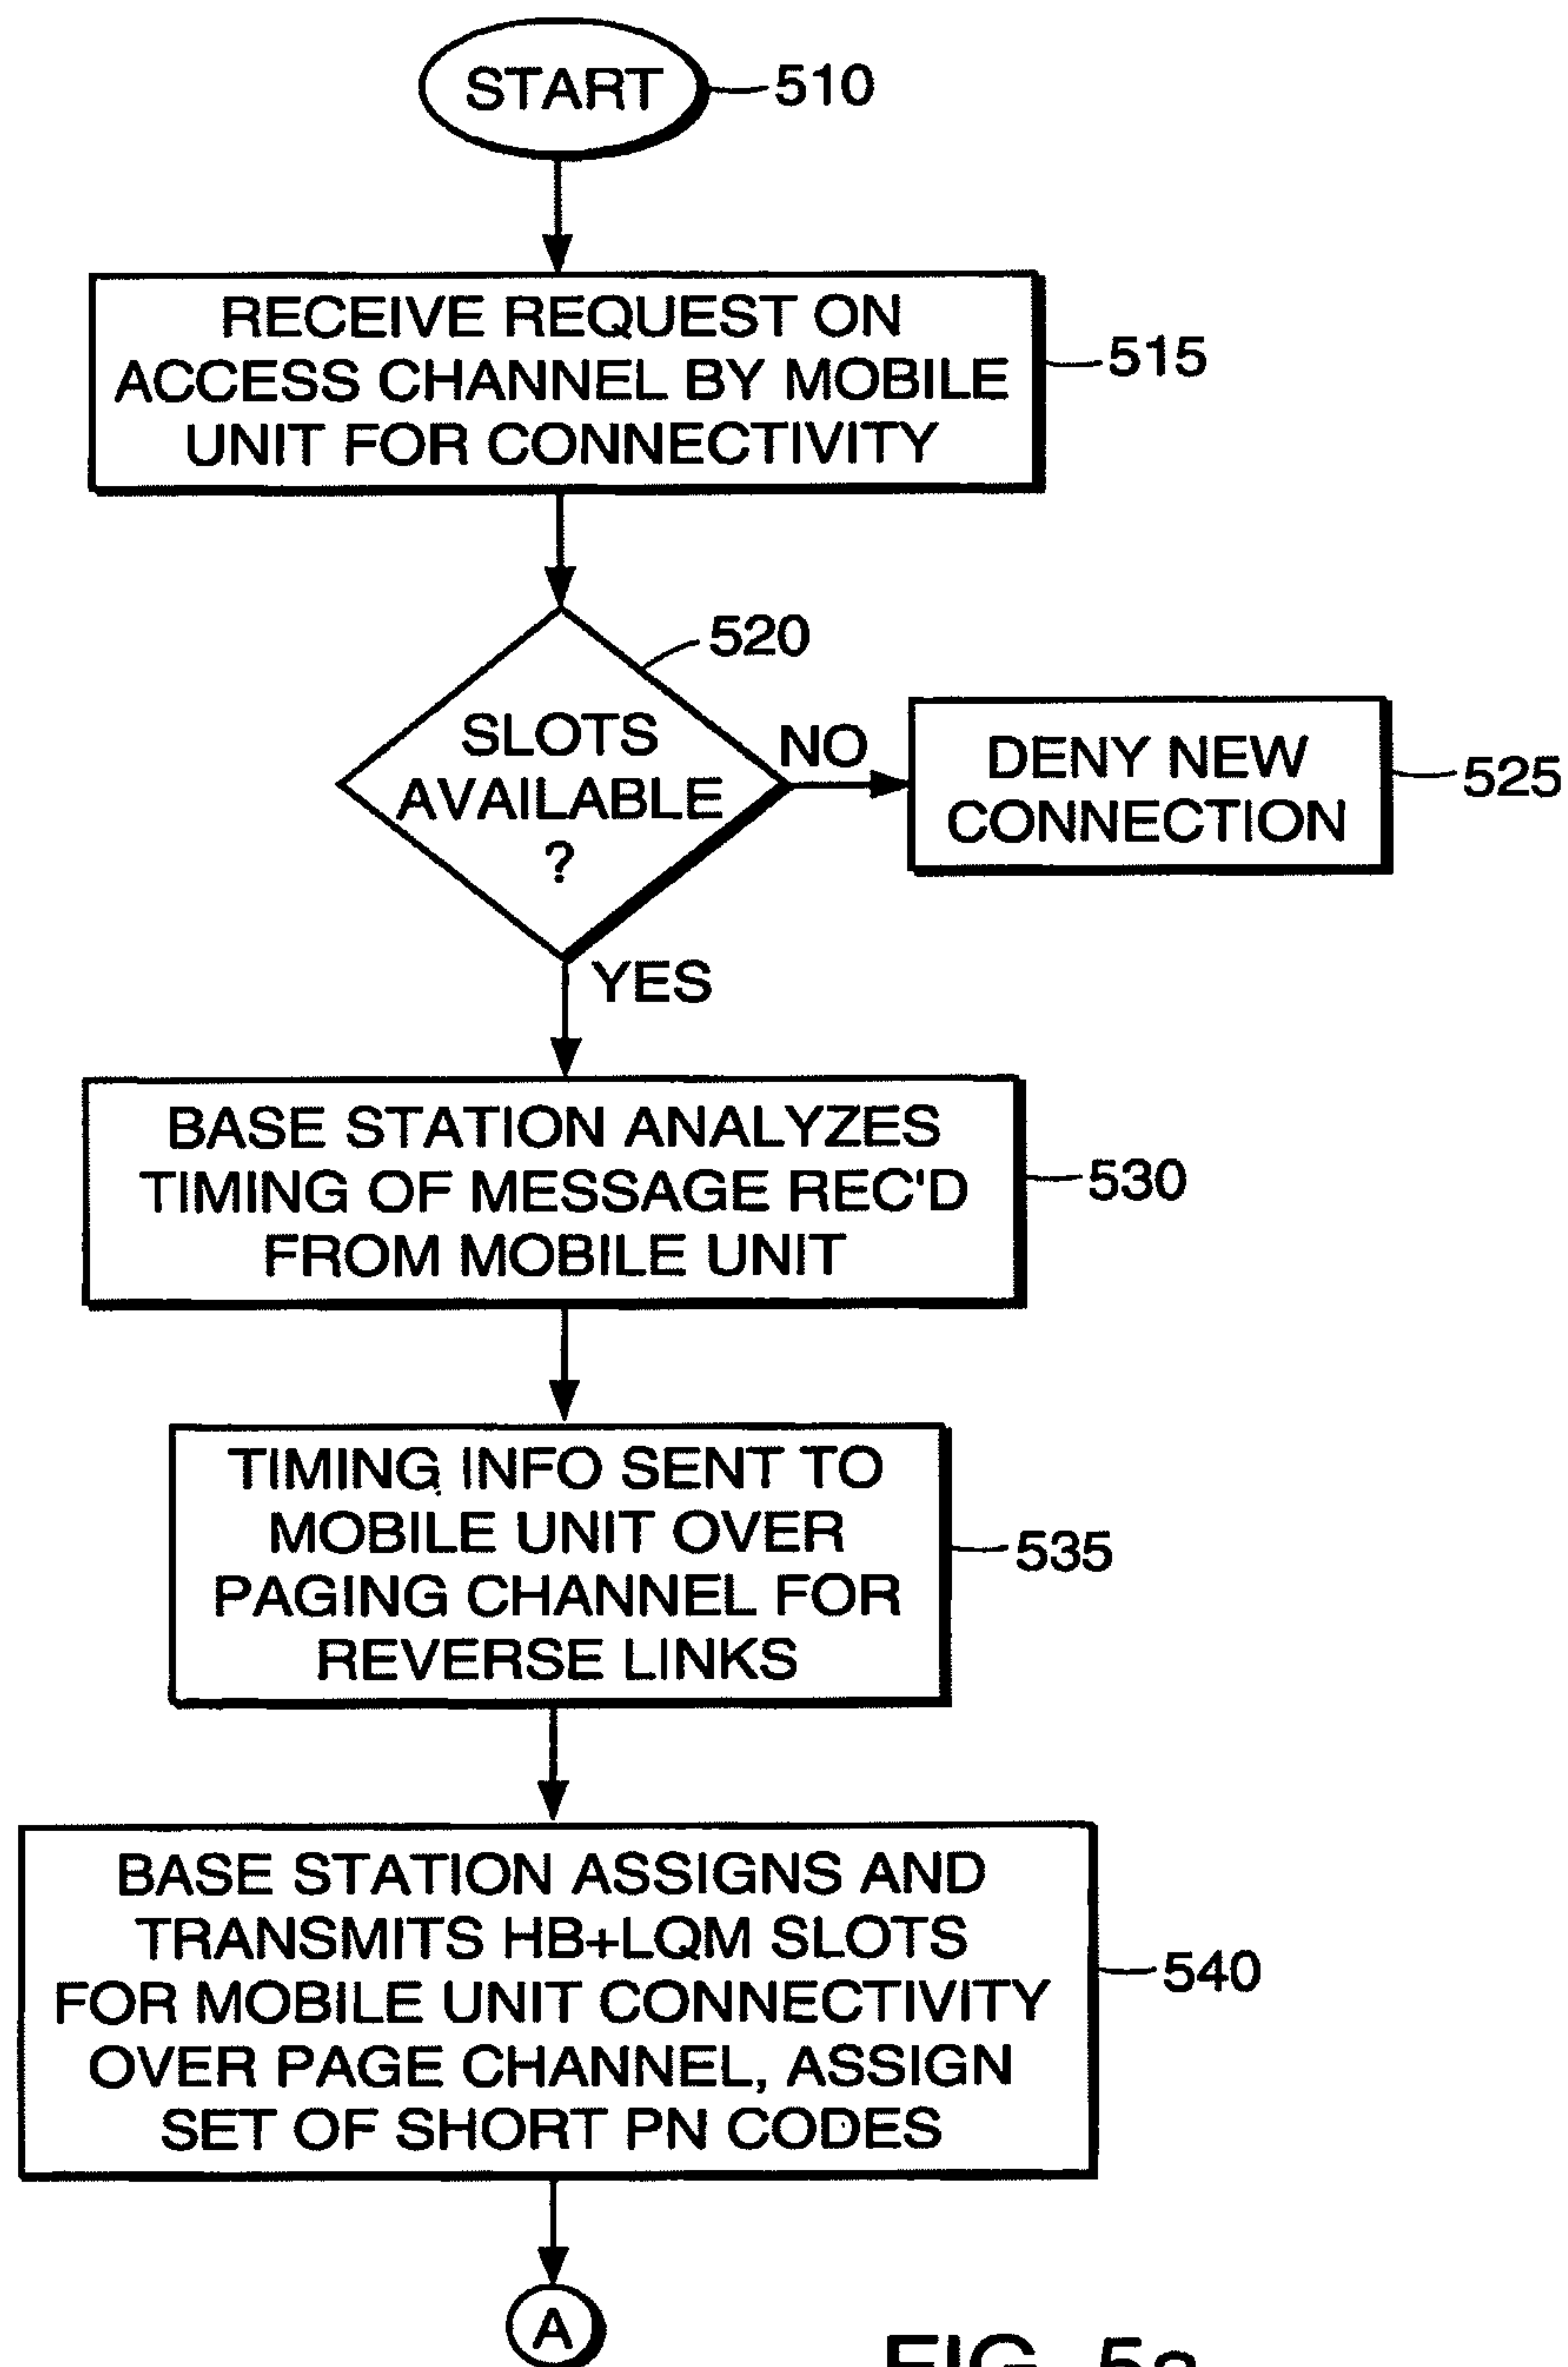 START
510
RECEIVE REQUEST ON
ACCESS CHANNEL BY MOBILE
UNIT FOR CONNECTIVITY
515
520
SLOTS
AVAILABLE
?
NO
DENY NEW
CONNECTION
525
YES
BASE STATION ANALYZES
TIMING OF MESSAGE REC'D
FROM MOBILE UNIT
530
TIMING INFO SENT TO
MOBILE UNIT OVER
PAGING CHANNEL FOR
REVERSE LINKS
535
BASE STATION ASSIGNS AND
TRANSMITS HB+LQM SLOTS
FOR MOBILE UNIT CONNECTIVITY
OVER PAGE CHANNEL, ASSIGN
SET OF SHORT PN CODES
540
A
FIG. 5a